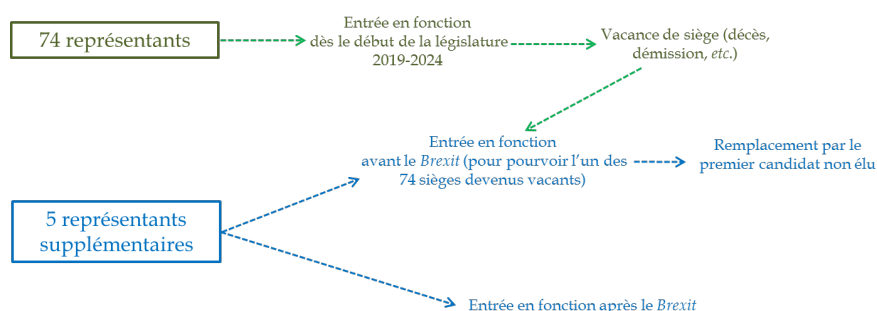 74 représentants
Entrée en fonction
dès le début de la législature
2019-2024
Vacance de siège (décès,
démission, etc.)
Entrée en fonction
avant le Brexit (pour pourvoir l’un des
74 sièges devenus vacants)
Remplacement par le
premier candidat non élu
5 représentants
supplémentaires
Entrée en fonction après le Brexit